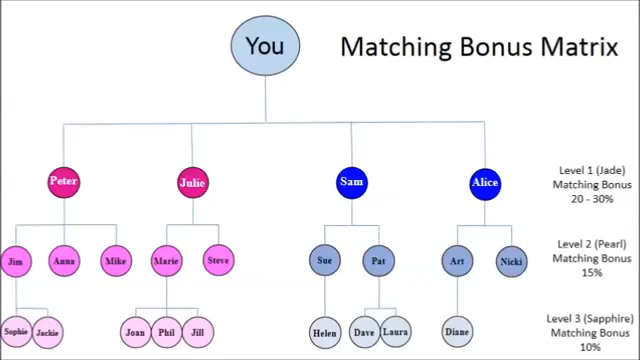 You
Matching Bonus Matrix
Peter
Julie
Sam
Alice
Level 1 (Jade)
Matching Bonus
20 - 30%
Jim
Anna
Mike
Marie
Steve
Sue
Pat
Art
Nicki
Level 2 (Pearl)
Matching Bonus
15%
Sophie
Jackie
Joan
Phil
Jill
Helen
Dave
Laura
Diane
Level 3 (Sapphire)
Matching Bonus
10%